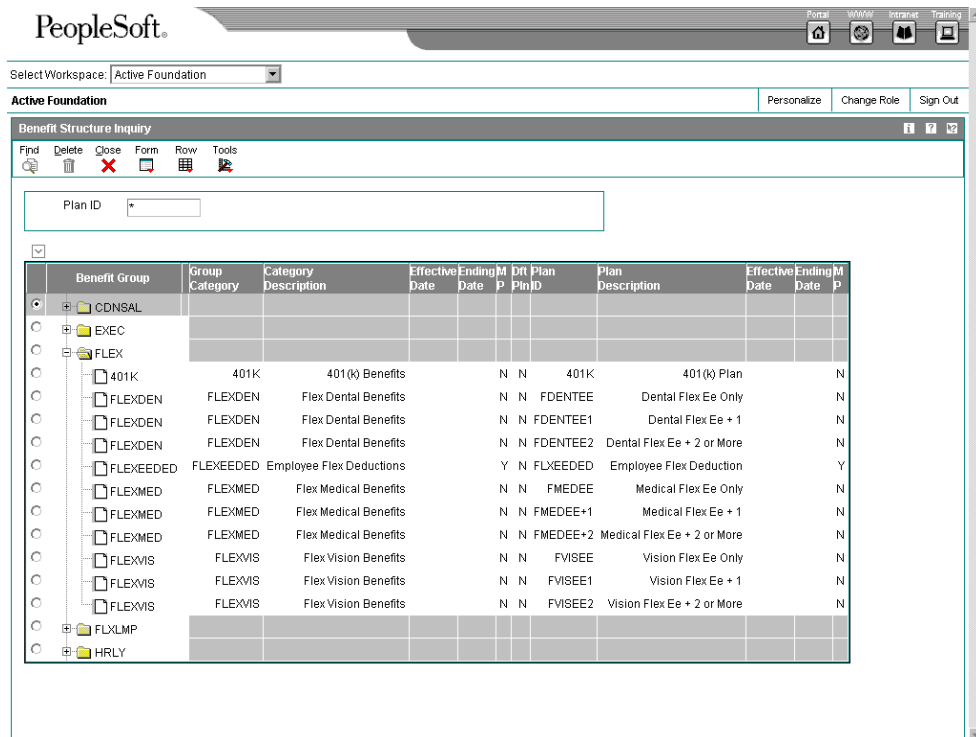 Portal WWW Intranet Training
PeopleSoft®
Select Workspace: Active Foundation
Active Foundation Personalize Change Role Sign Out
Benefit Structure Inquiry i ? ?
Find Delete Close Form Row Tools
Plan ID *
Benefit Group Group Category Category Description Effective Date Ending Date M P Dft Pln Plan ID Plan Description Effective Date Ending Date M P
CDNSAL
EXEC
FLEX
401K 401K 401(k) Benefits N N 401K 401(k) Plan N
FLEXDEN FLEXDEN Flex Dental Benefits N N FDENTEE Dental Flex Ee Only N
FLEXDEN FLEXDEN Flex Dental Benefits N N FDENTEE1 Dental Flex Ee + 1 N
FLEXDEN FLEXDEN Flex Dental Benefits N N FDENTEE2 Dental Flex Ee + 2 or More N
FLEXEEDED FLEXEEDED Employee Flex Deductions Y N FLXEEDED Employee Flex Deduction Y
FLEXMED FLEXMED Flex Medical Benefits N N FMEDEE Medical Flex Ee Only N
FLEXMED FLEXMED Flex Medical Benefits N N FMEDEE+1 Medical Flex Ee + 1 N
FLEXMED FLEXMED Flex Medical Benefits N N FMEDEE+2 Medical Flex Ee + 2 or More N
FLEXVIS FLEXVIS Flex Vision Benefits N N FVISEE Vision Flex Ee Only N
FLEXVIS FLEXVIS Flex Vision Benefits N N FVISEE1 Vision Flex Ee + 1 N
FLEXVIS FLEXVIS Flex Vision Benefits N N FVISEE2 Vision Flex Ee + 2 or More N
FLXLMP
HRLY